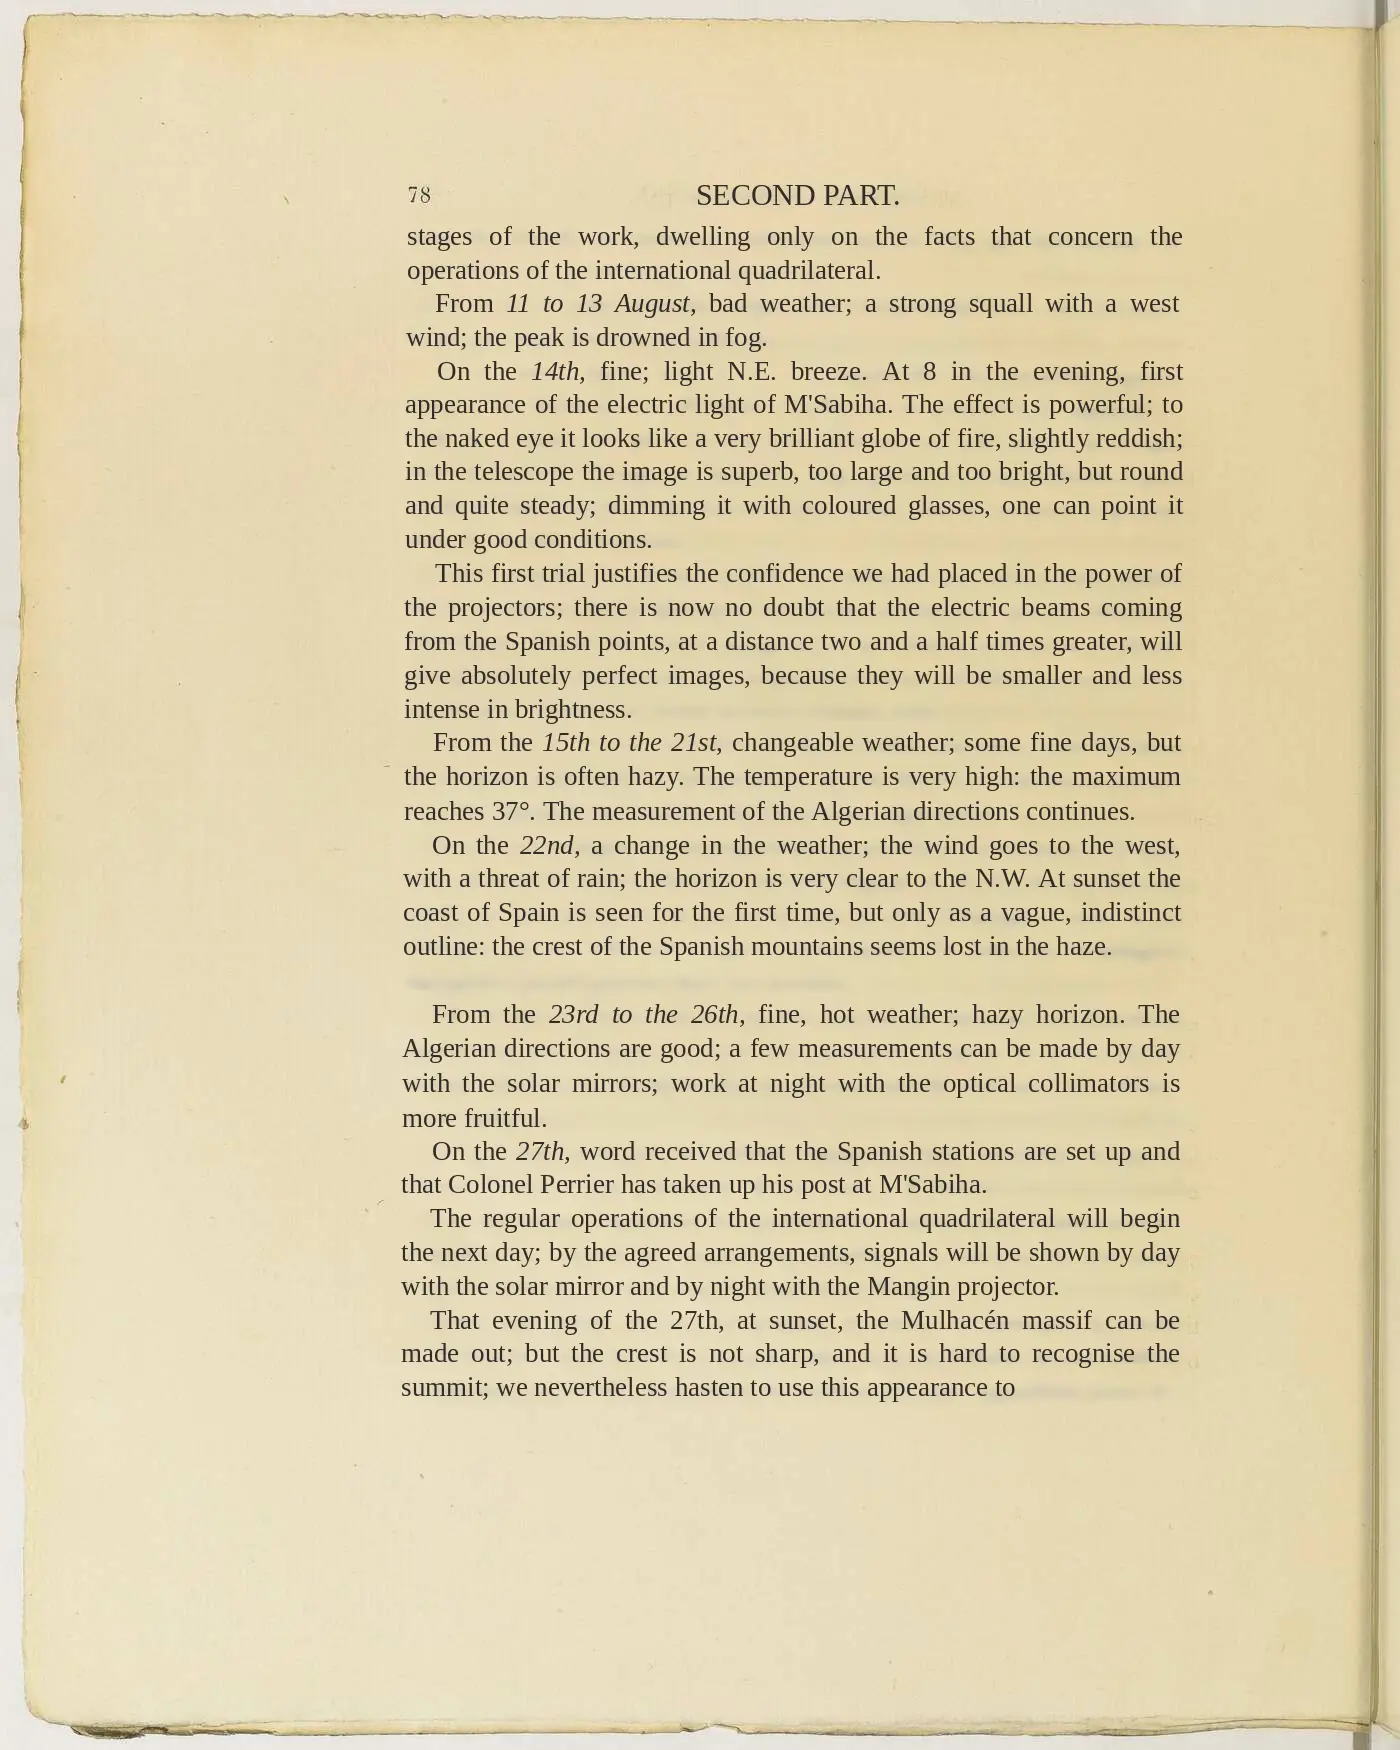 78
SECOND PART.
stages of the work, dwelling only on the facts that concern the
operations of the international quadrilateral.
From 11 to 13 August, bad weather; a strong squall with a west
wind; the peak is drowned in fog.
On the 14th, fine; light N.E. breeze. At 8 in the evening, first
appearance of the electric light of M'Sabiha. The effect is powerful; to
the naked eye it looks like a very brilliant globe of fire, slightly reddish;
in the telescope the image is superb, too large and too bright, but round
and quite steady; dimming it with coloured glasses, one can point it
under good conditions.
This first trial justifies the confidence we had placed in the power of
the projectors; there is now no doubt that the electric beams coming
from the Spanish points, at a distance two and a half times greater, will
give absolutely perfect images, because they will be smaller and less
intense in brightness.
From the 15th to the 21st, changeable weather; some fine days, but
the horizon is often hazy. The temperature is very high: the maximum
reaches 37°. The measurement of the Algerian directions continues.
On the 22nd, a change in the weather; the wind goes to the west,
with a threat of rain; the horizon is very clear to the N.W. At sunset the
coast of Spain is seen for the first time, but only as a vague, indistinct
outline: the crest of the Spanish mountains seems lost in the haze.
From the 23rd to the 26th, fine, hot weather; hazy horizon. The
Algerian directions are good; a few measurements can be made by day
with the solar mirrors; work at night with the optical collimators is
more fruitful.
On the 27th, word received that the Spanish stations are set up and
that Colonel Perrier has taken up his post at M'Sabiha.
The regular operations of the international quadrilateral will begin
the next day; by the agreed arrangements, signals will be shown by day
with the solar mirror and by night with the Mangin projector.
That evening of the 27th, at sunset, the Mulhacén massif can be
made out; but the crest is not sharp, and it is hard to recognise the
summit; we nevertheless hasten to use this appearance to